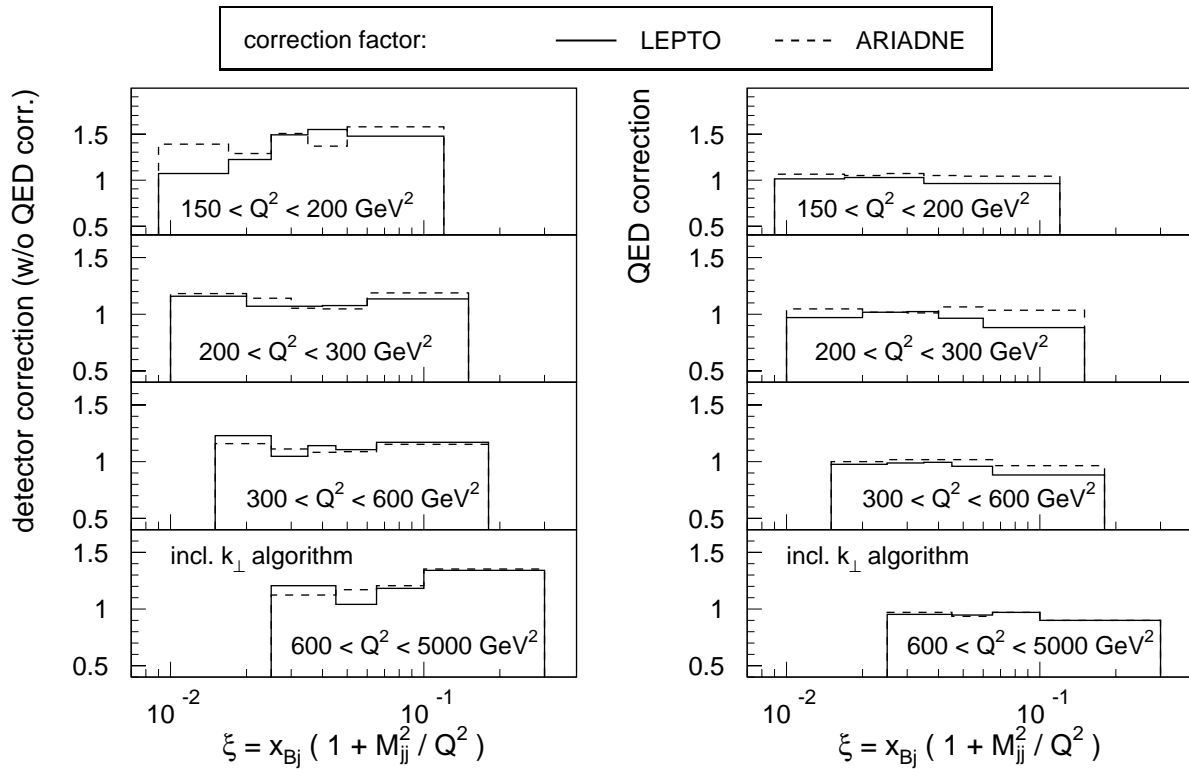 correction factor: LEPTO ARIADNE
detector correction (w/o QED corr.)
1.5
1
0.5
150 < Q² < 200 GeV²
1.5
1
0.5
200 < Q² < 300 GeV²
1.5
1
0.5
300 < Q² < 600 GeV²
1.5
1
0.5
incl. k⊥ algorithm
600 < Q² < 5000 GeV²
10⁻² 10⁻¹
ξ = x_Bj ( 1 + M²_jj / Q² )
QED correction
1.5
1
0.5
150 < Q² < 200 GeV²
1.5
1
0.5
200 < Q² < 300 GeV²
1.5
1
0.5
300 < Q² < 600 GeV²
1.5
1
0.5
incl. k⊥ algorithm
600 < Q² < 5000 GeV²
10⁻² 10⁻¹
ξ = x_Bj ( 1 + M²_jj / Q² )